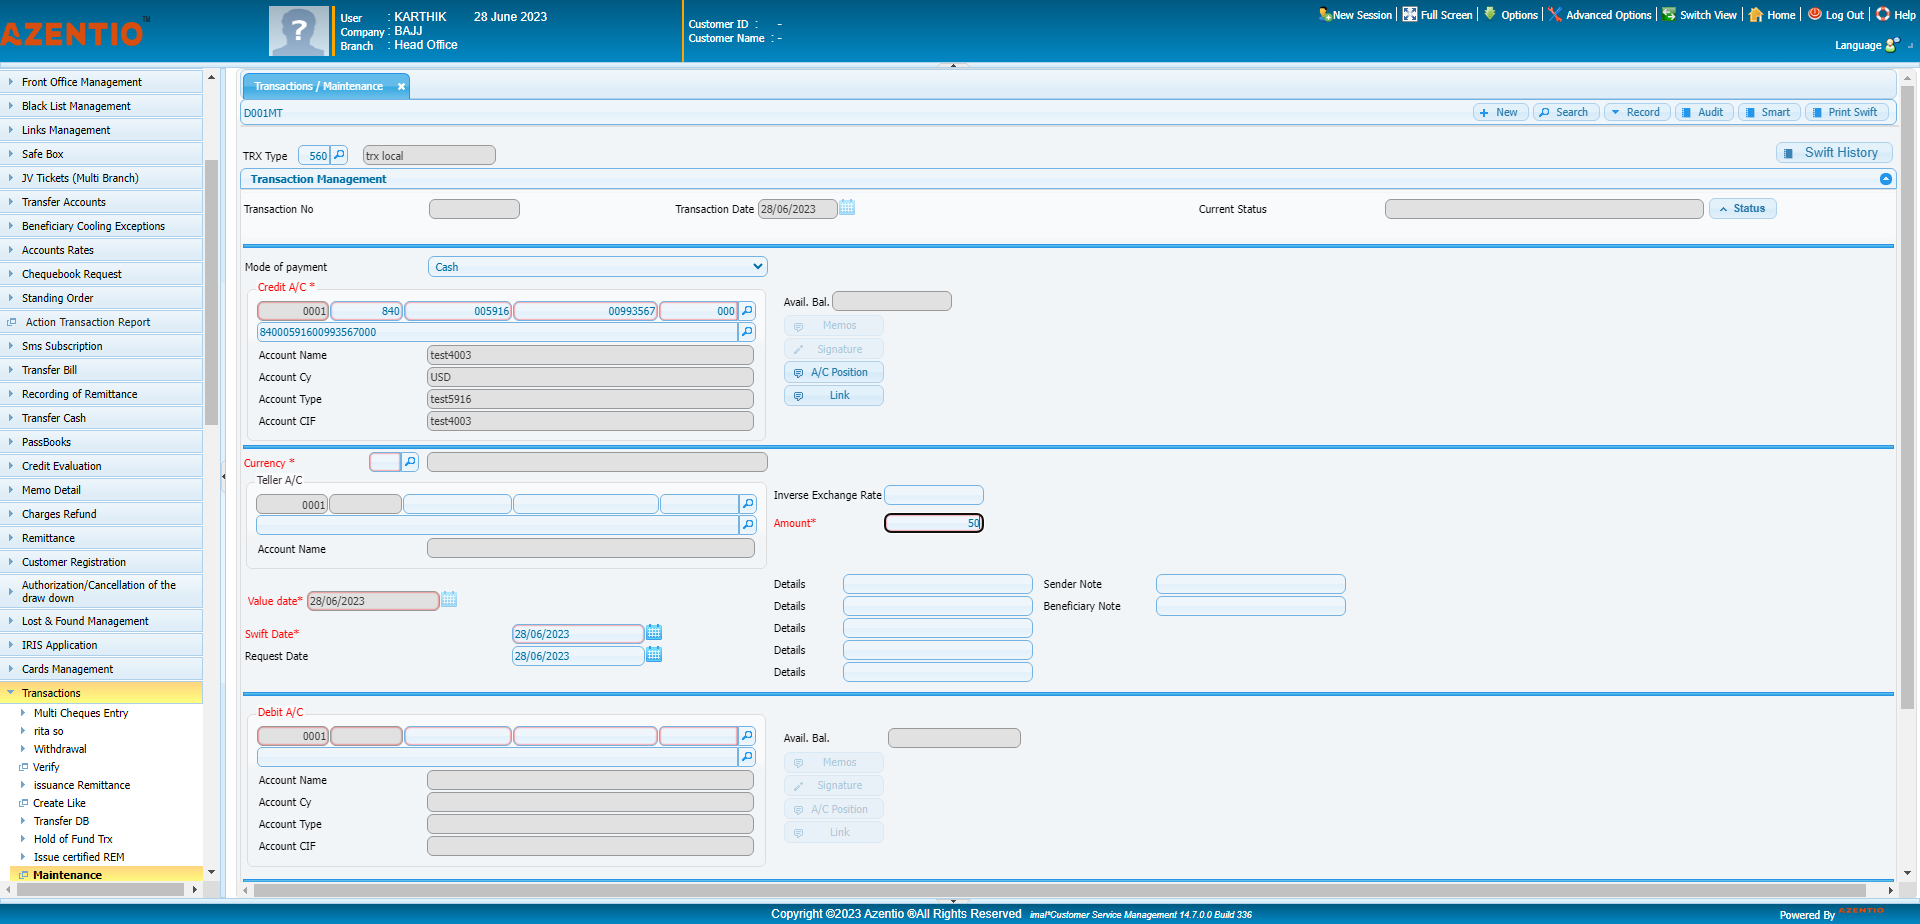 AZENTIO™
User : KARTHIK 28 June 2023
Company : BAJJ
Branch : Head Office
Customer ID : -
Customer Name : -
New Session Full Screen Options Advanced Options Switch View Home Log Out Help
Language
Front Office Management
Black List Management
Links Management
Safe Box
JV Tickets (Multi Branch)
Transfer Accounts
Beneficiary Cooling Exceptions
Accounts Rates
Chequebook Request
Standing Order
Action Transaction Report
Sms Subscription
Transfer Bill
Recording of Remittance
Transfer Cash
PassBooks
Credit Evaluation
Memo Detail
Charges Refund
Remittance
Customer Registration
Authorization/Cancellation of the
draw down
Lost & Found Management
IRIS Application
Cards Management
Transactions
Multi Cheques Entry
rita so
Withdrawal
Verify
issuance Remittance
Create Like
Transfer DB
Hold of Fund Trx
Issue certified REM
Maintenance
Transactions / Maintenance
D001MT
New Search Record Audit Smart Print Swift
TRX Type 560 trx local
Swift History
Transaction Management
Transaction No Transaction Date 28/06/2023 Current Status Status
Mode of payment Cash
Credit A/C *
0001 840 005916 00993567 000
84000591600993567000
Account Name test4003
Account Cy USD
Account Type test5916
Account CIF test4003
Avail. Bal.
Memos
Signature
A/C Position
Link
Currency *
Teller A/C
0001
Account Name
Inverse Exchange Rate
Amount* 50
Value date* 28/06/2023
Swift Date* 28/06/2023
Request Date 28/06/2023
Details Sender Note
Details Beneficiary Note
Details
Details
Details
Debit A/C
0001
Account Name
Account Cy
Account Type
Account CIF
Avail. Bal.
Memos
Signature
A/C Position
Link
Copyright ©2023 Azentio ®All Rights Reserved imal*Customer Service Management 14.7.0.0 Build 336
Powered By AZENTIO